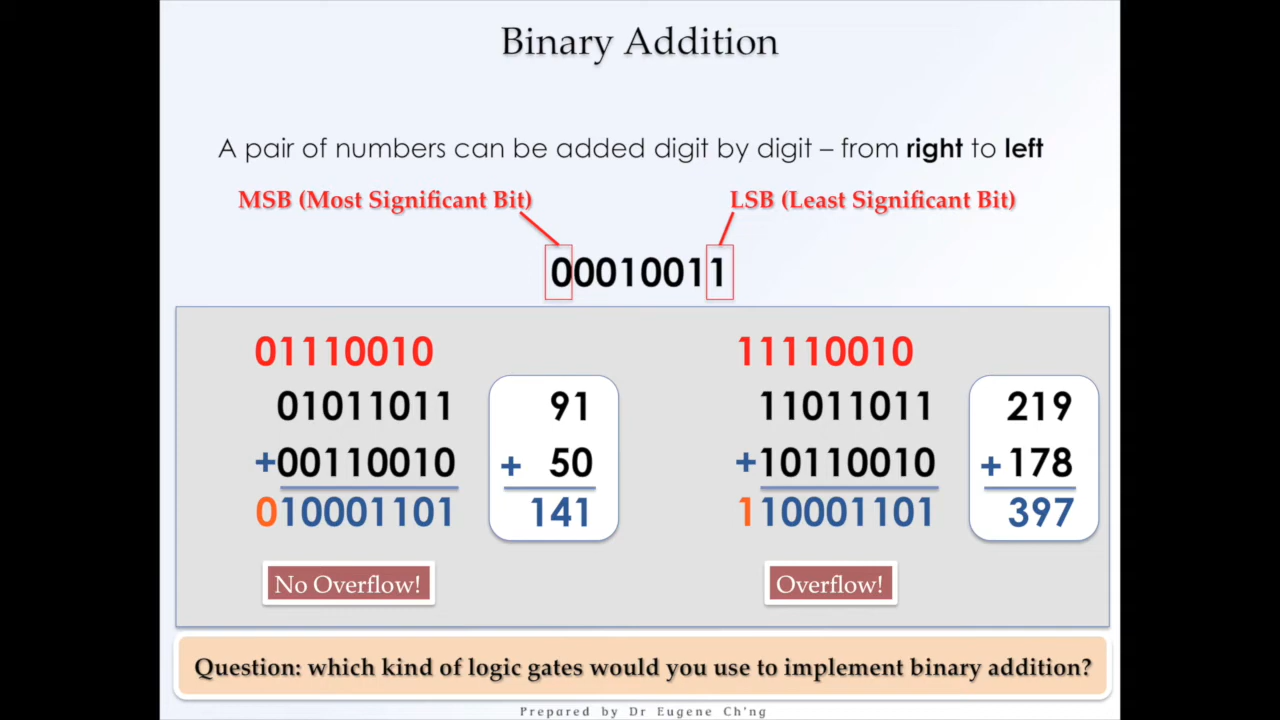 Binary Addition
A pair of numbers can be added digit by digit – from right to left
MSB (Most Significant Bit)
LSB (Least Significant Bit)
00010011
01110010
01011011
+00110010
010001101
91
+ 50
141
No Overflow!
11110010
11011011
+10110010
110001101
219
+178
397
Overflow!
Question: which kind of logic gates would you use to implement binary addition?
Prepared by Dr Eugene Ch'ng